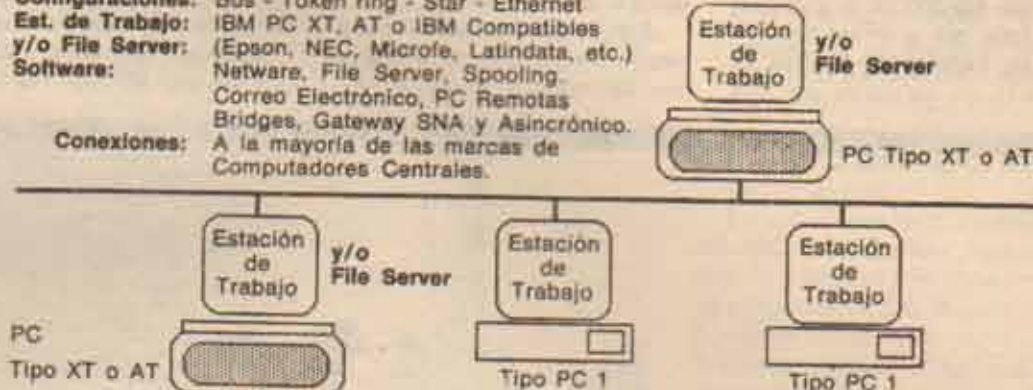 Configuraciones: Bus - Token ring - Star - Ethernet
Est. de Trabajo: IBM PC XT, AT o IBM Compatibles
y/o File Server: (Epson, NEC, Microfe, Latindata, etc.)
Software: Netware, File Server, Spooling.
Correo Electrónico, PC Remotas
Bridges, Gateway SNA y Asincrónico.
Conexiones: A la mayoría de las marcas de
Computadores Centrales.
Estación
de
Trabajo
y/o
File Server
PC Tipo XT o AT
Estación
de
Trabajo
y/o
File Server
PC
Tipo XT o AT
Estación
de
Trabajo
Tipo PC 1
Estación
de
Trabajo
Tipo PC 1